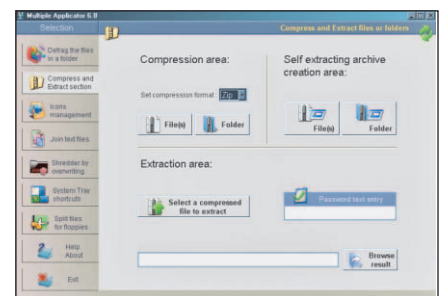 Multiple Applicator 6.0
Selection
Compress and Extract files or folders
Defrag the files
in a folder
Compress and
Extract section
Icons
management
Join text files
Shredder by
overwriting
System Tray
shortcuts
Split files
for floppies
Help
About
Exit
Compression area:
Set compression format:
Zip
File(s)
Folder
Self extracting archive
creation area:
File(s)
Folder
Extraction area:
Select a compressed
file to extract
Password text entry
Browse
result